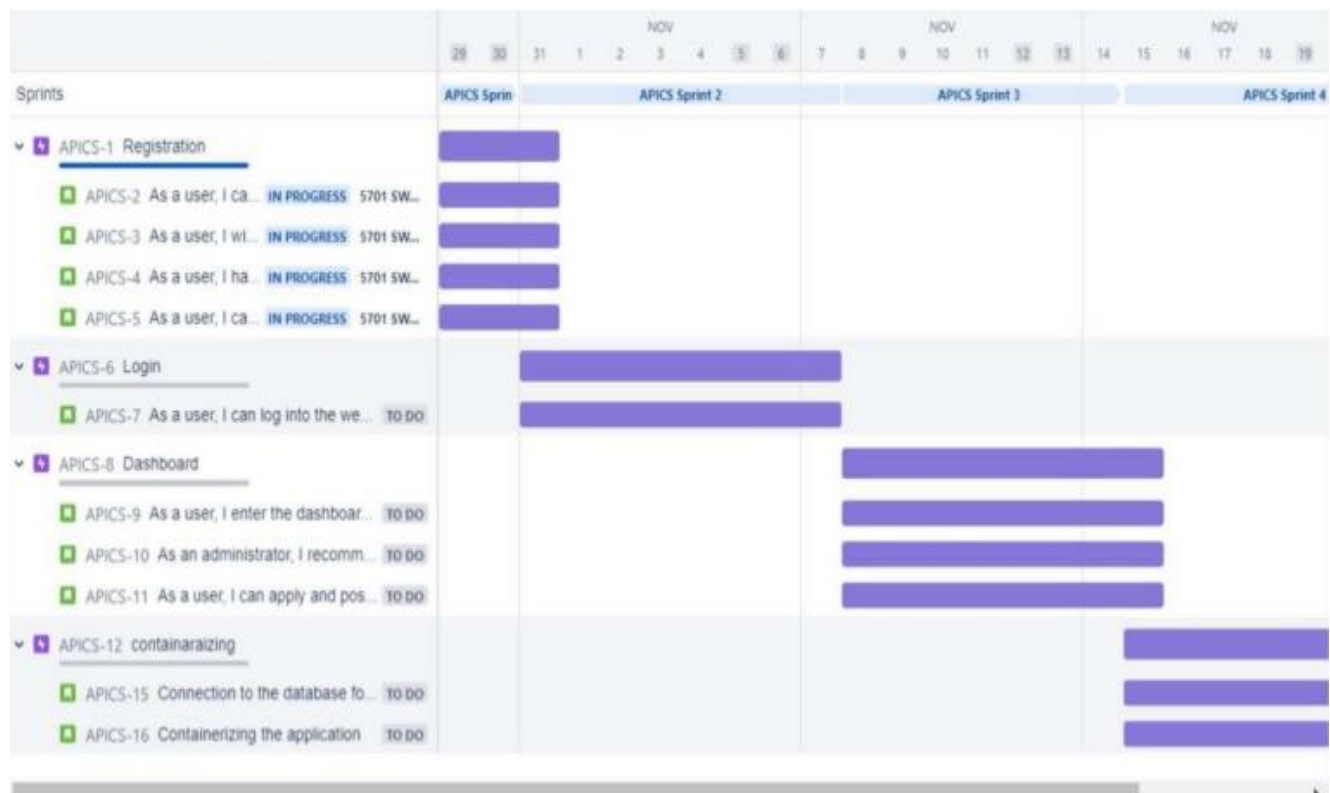 NOV NOV NOV
29 30 31 1 2 3 4 5 6 7 8 9 10 11 12 13 14 15 16 17 18 19
Sprints APICS Sprin APICS Sprint 2 APICS Sprint 3 APICS Sprint 4
APICS-1 Registration
APICS-2 As a user, I ca... IN PROGRESS 5701 SW...
APICS-3 As a user, I wi... IN PROGRESS 5701 SW...
APICS-4 As a user, I ha... IN PROGRESS 5701 SW...
APICS-5 As a user, I ca... IN PROGRESS 5701 SW...
APICS-6 Login
APICS-7 As a user, I can log into the we... TO DO
APICS-8 Dashboard
APICS-9 As a user, I enter the dashboar... TO DO
APICS-10 As an administrator, I recomm... TO DO
APICS-11 As a user, I can apply and pos... TO DO
APICS-12 containaraizing
APICS-15 Connection to the database fo... TO DO
APICS-16 Containerizing the application TO DO